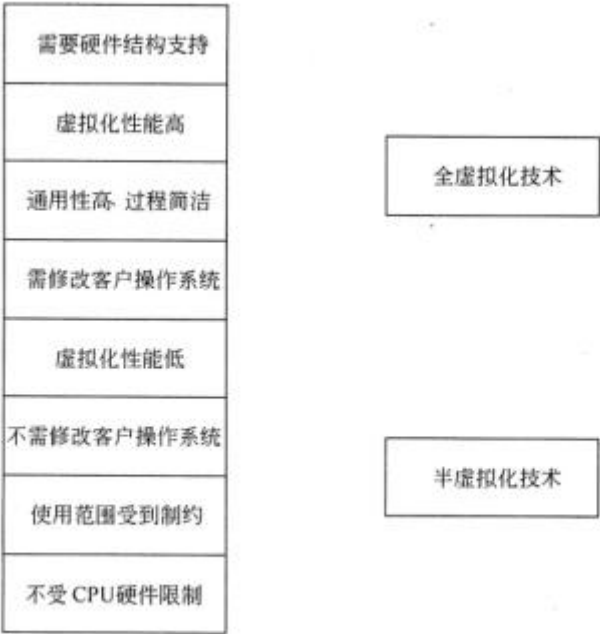 需要硬件结构支持
虚拟化性能高
通用性高 过程简洁
需修改客户操作系统
虚拟化性能低
不需修改客户操作系统
使用范围受到制约
不受CPU硬件限制
全虚拟化技术
半虚拟化技术